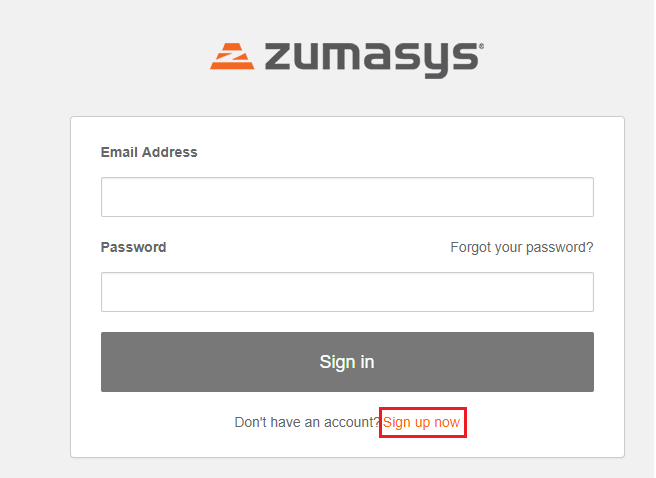 zumasys®
Email Address
Password Forgot your password?
Sign in
Don't have an account? Sign up now